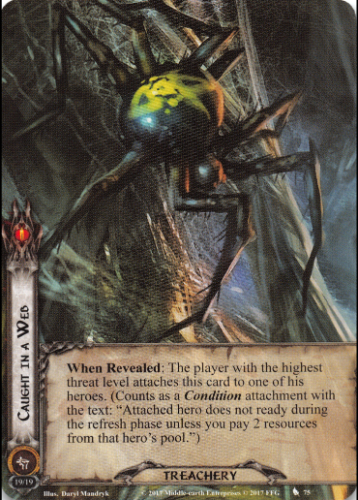 CAUGHT IN A WEB
When Revealed: The player with the highest
threat level attaches this card to one of his
heroes. (Counts as a Condition attachment with
the text: “Attached hero does not ready during
the refresh phase unless you pay 2 resources
from that hero’s pool.”)
19/19
TREACHERY
Illus. Daryl Mandryk
© 2017 Middle-earth Enterprises © 2017 FFG
75